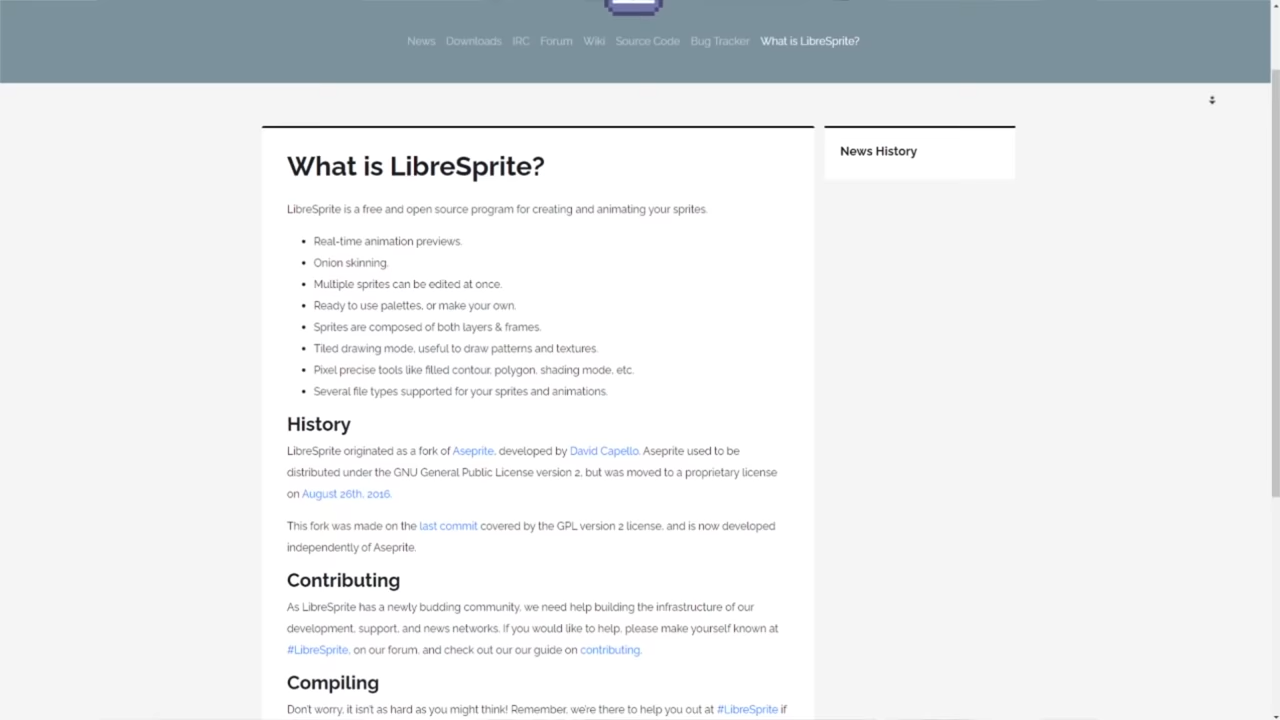 News Downloads IRC Forum Wiki Source Code Bug Tracker What is LibreSprite?
What is LibreSprite?
News History
LibreSprite is a free and open source program for creating and animating your sprites.
• Real-time animation previews.
• Onion skinning.
• Multiple sprites can be edited at once.
• Ready to use palettes, or make your own.
• Sprites are composed of both layers & frames.
• Tiled drawing mode, useful to draw patterns and textures.
• Pixel precise tools like filled contour, polygon, shading mode, etc.
• Several file types supported for your sprites and animations.
History
LibreSprite originated as a fork of Aseprite, developed by David Capello. Aseprite used to be
distributed under the GNU General Public License version 2, but was moved to a proprietary license
on August 26th, 2016.
This fork was made on the last commit covered by the GPL version 2 license, and is now developed
independently of Aseprite.
Contributing
As LibreSprite has a newly budding community, we need help building the infrastructure of our
development, support, and news networks. If you would like to help, please make yourself known at
#LibreSprite, on our forum, and check out our our guide on contributing.
Compiling
Don't worry, it isn't as hard as you might think! Remember, we're there to help you out at #LibreSprite if